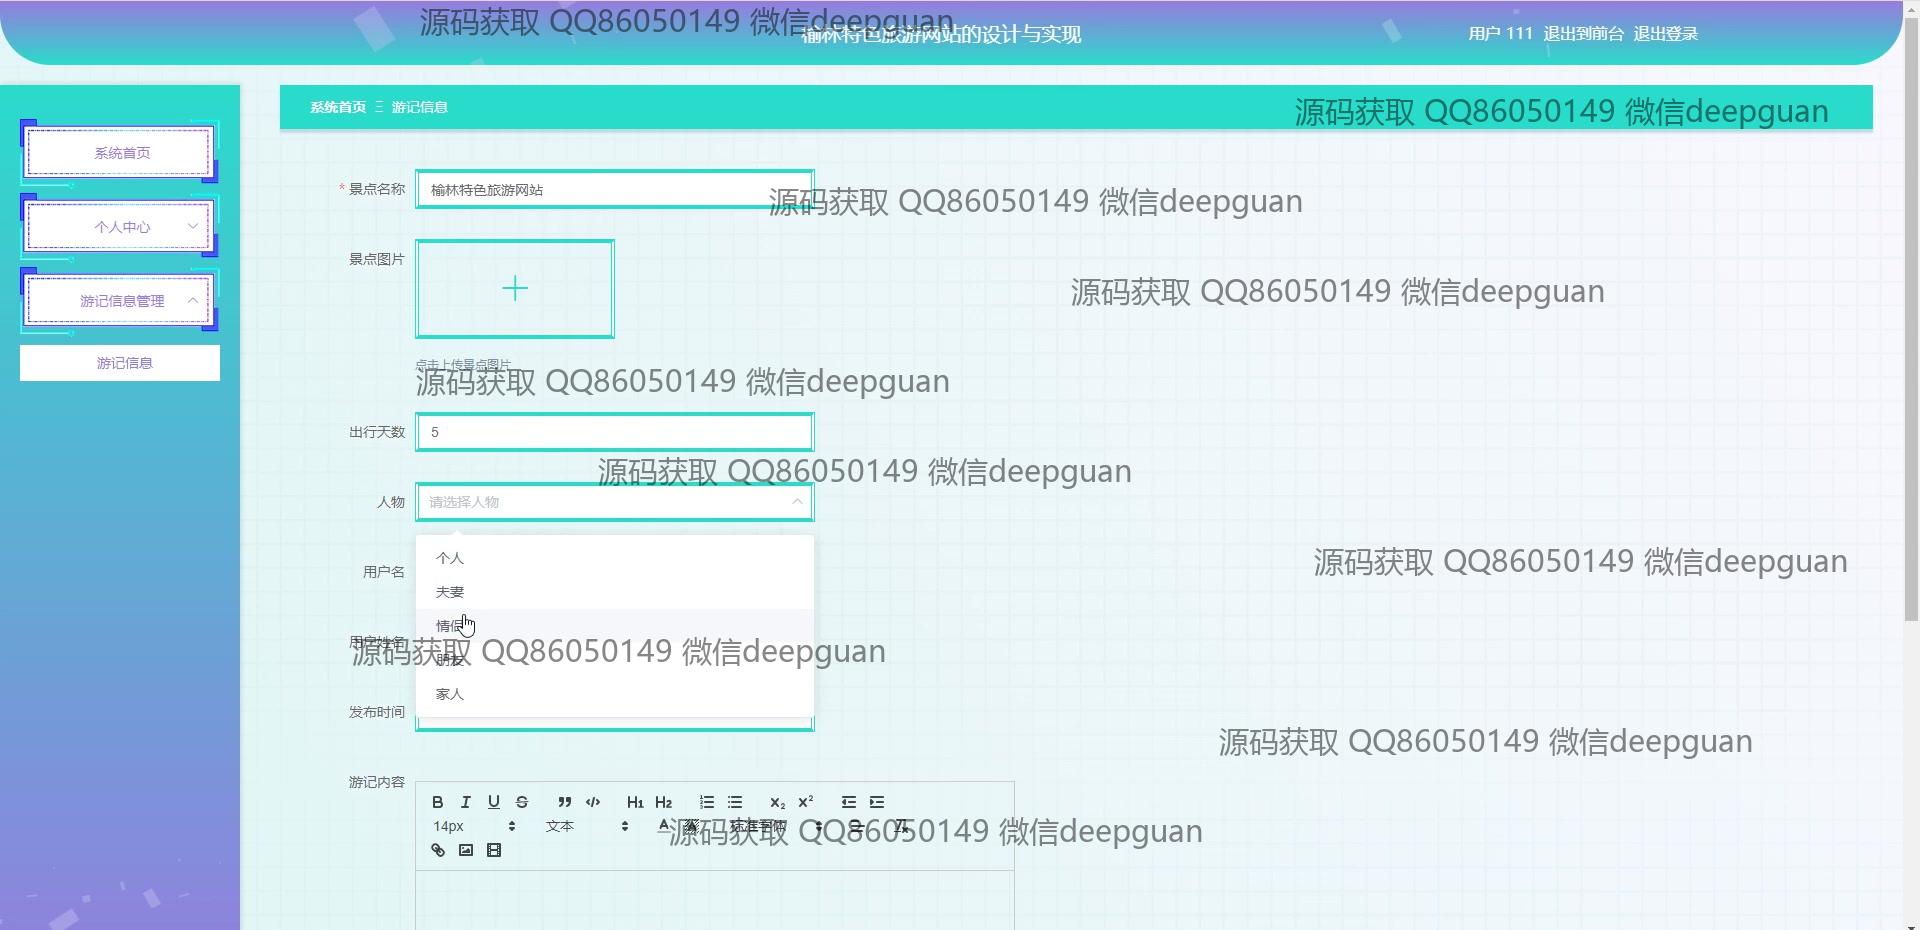 源码获取 QQ86050149 微信deepguan
榆林特色旅游网站的设计与实现
用户 111 退出到前台 退出登录
系统首页 Ξ 游记信息
源码获取 QQ86050149 微信deepguan
系统首页
个人中心
游记信息管理
游记信息
* 景点名称 榆林特色旅游网站
源码获取 QQ86050149 微信deepguan
景点图片
源码获取 QQ86050149 微信deepguan
点击上传景点图片
源码获取 QQ86050149 微信deepguan
出行天数 5
源码获取 QQ86050149 微信deepguan
人物 请选择人物
个人
源码获取 QQ86050149 微信deepguan
用户名
夫妻
情侣
用户姓名
源码获取 QQ86050149 微信deepguan
朋友
家人
发布时间
源码获取 QQ86050149 微信deepguan
游记内容
B I U S H1 H2 X2 X2
14px 文本 A 标准字体
源码获取 QQ86050149 微信deepguan